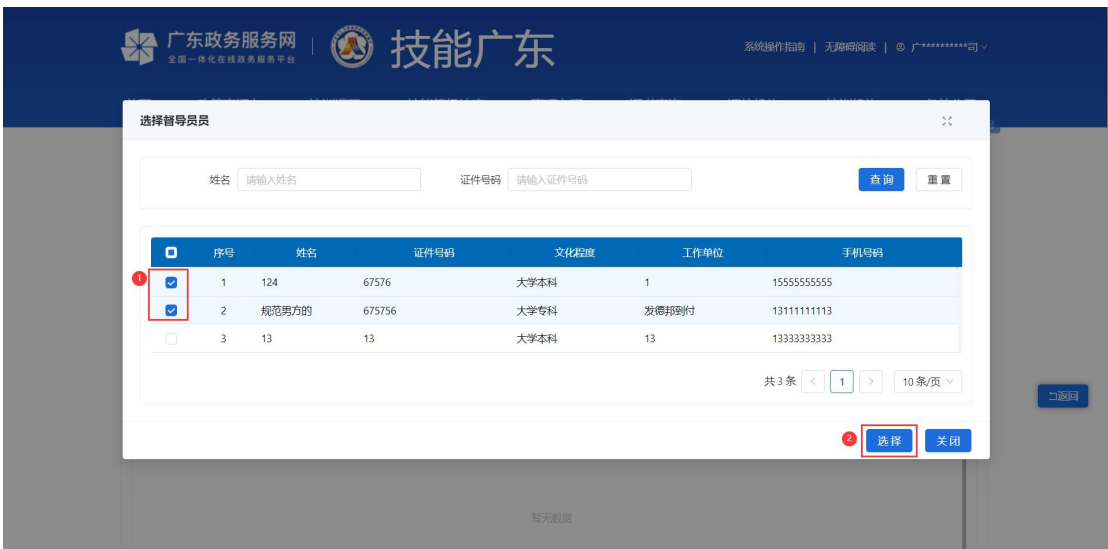 广东政务服务网
全国一体化在线政务服务平台
技能广东
系统操作指南 | 无障碍阅读 | 广**********司
选择督导员员
姓名 请输入姓名 证件号码 请输入证件号码 查询 重置
序号 姓名 证件号码 文化程度 工作单位 手机号码
1
1 124 67576 大学本科 1 15555555555
2 规范男方的 675756 大学专科 发德邦到付 13111111113
3 13 13 大学本科 13 13333333333
共3条 < 1 > 10条/页
返回
2 选择 关闭
暂无数据